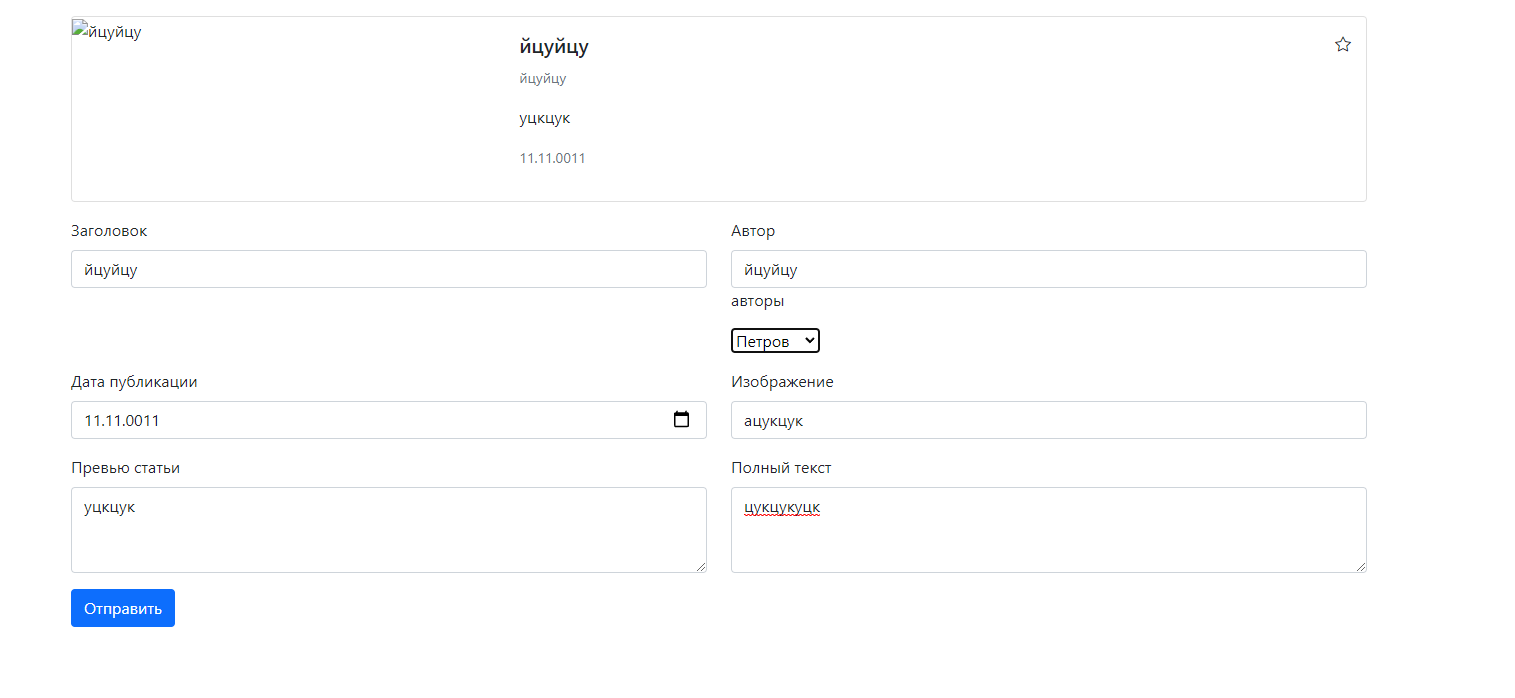 йцуйцу
йцуйцу
йцуйцу
уцкцук
11.11.0011
Заголовок
Автор
йцуйцу
йцуйцу
авторы
Петров
Дата публикации
Изображение
11.11.0011
ацукцук
Превью статьи
Полный текст
уцкцук
цукцукуцк
Отправить